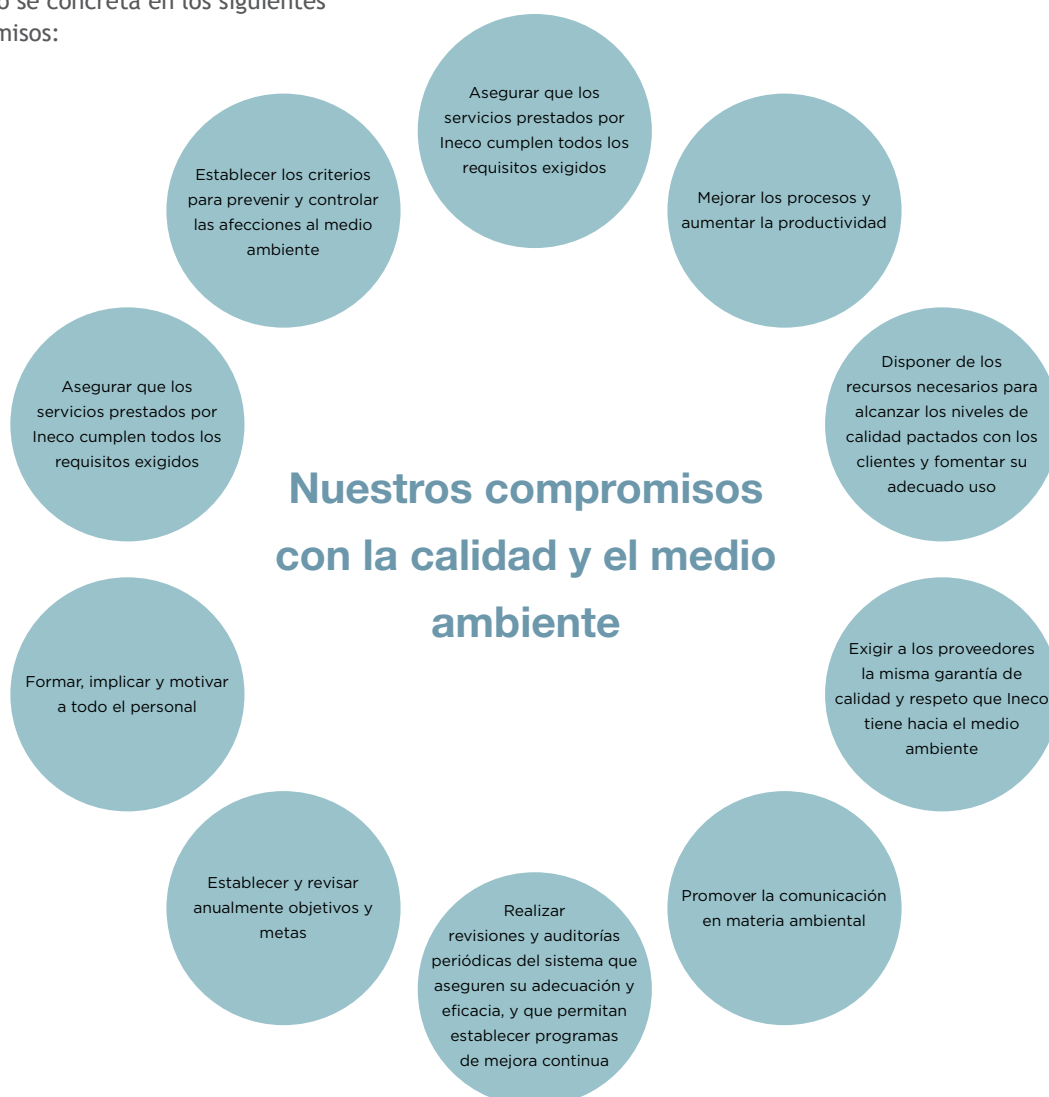 se concreta en los siguientes
misos:
Asegurar que los
servicios prestados por
Ineco cumplen todos los
requisitos exigidos
Mejorar los procesos y
aumentar la productividad
Disponer de los
recursos necesarios para
alcanzar los niveles de
calidad pactados con los
clientes y fomentar su
adecuado uso
Exigir a los proveedores
la misma garantía de
calidad y respeto que Ineco
tiene hacia el medio
ambiente
Promover la comunicación
en materia ambiental
Realizar
revisiones y auditorías
periódicas del sistema que
aseguren su adecuación y
eficacia, y que permitan
establecer programas
de mejora continua
Establecer y revisar
anualmente objetivos y
metas
Formar, implicar y motivar
a todo el personal
Asegurar que los
servicios prestados por
Ineco cumplen todos los
requisitos exigidos
Establecer los criterios
para prevenir y controlar
las afecciones al medio
ambiente
Nuestros compromisos
con la calidad y el medio
ambiente